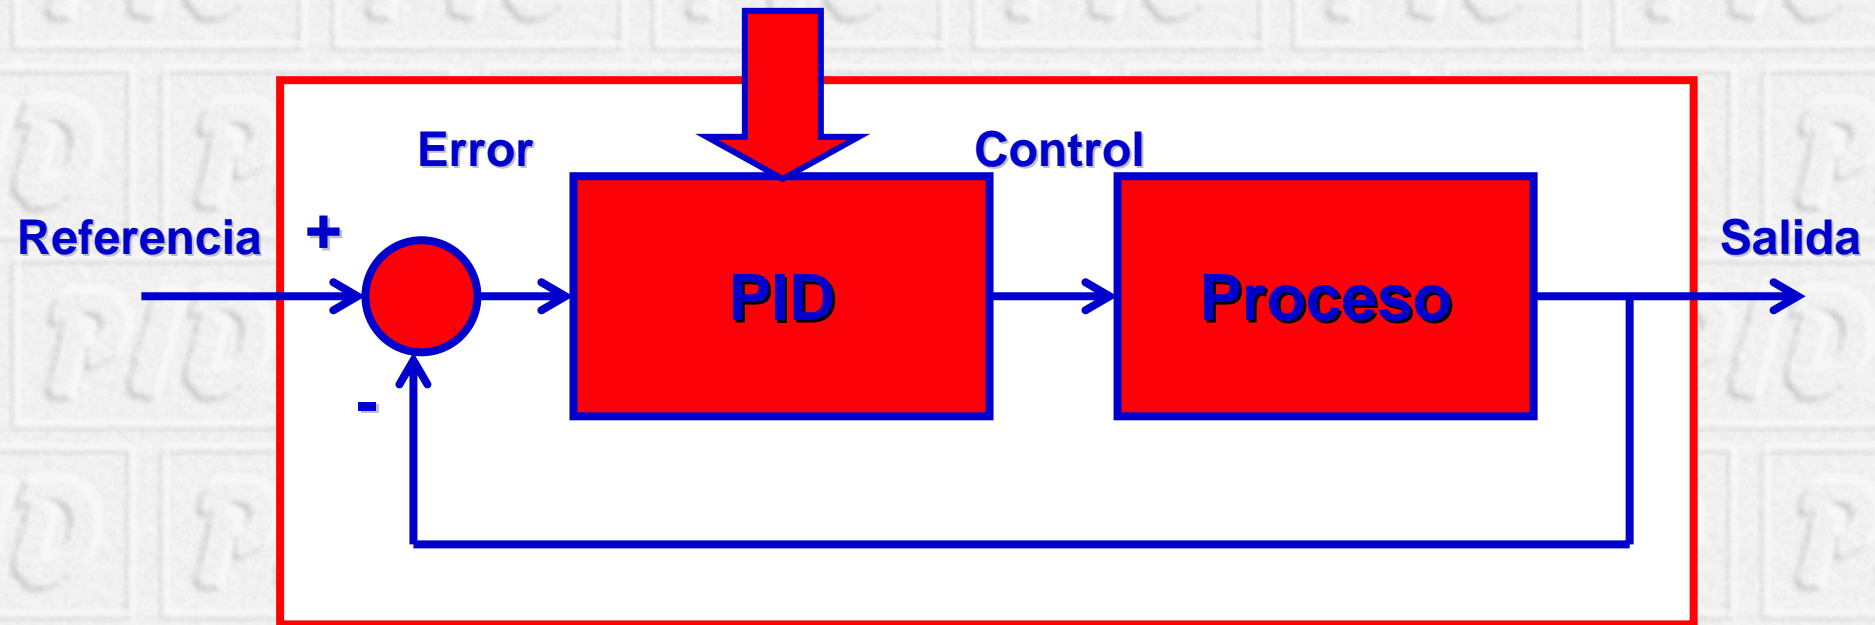 Error
Control
Referencia
+
Salida
PID
Proceso
-